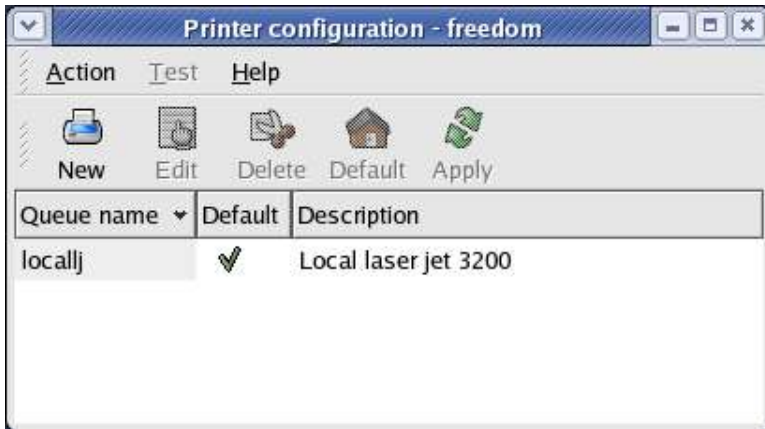 Printer configuration - freedom
Action Test Help
New Edit Delete Default Apply
Queue name Default Description
locallj Local laser jet 3200